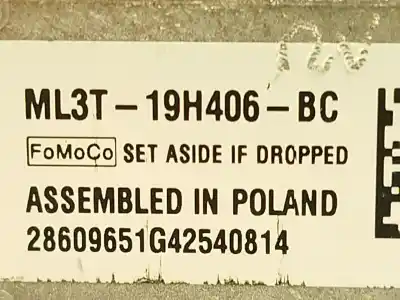 ML3T-19H406-BC
FoMoCo SET ASIDE IF DROPPED
ASSEMBLED IN POLAND
28609651G42540814